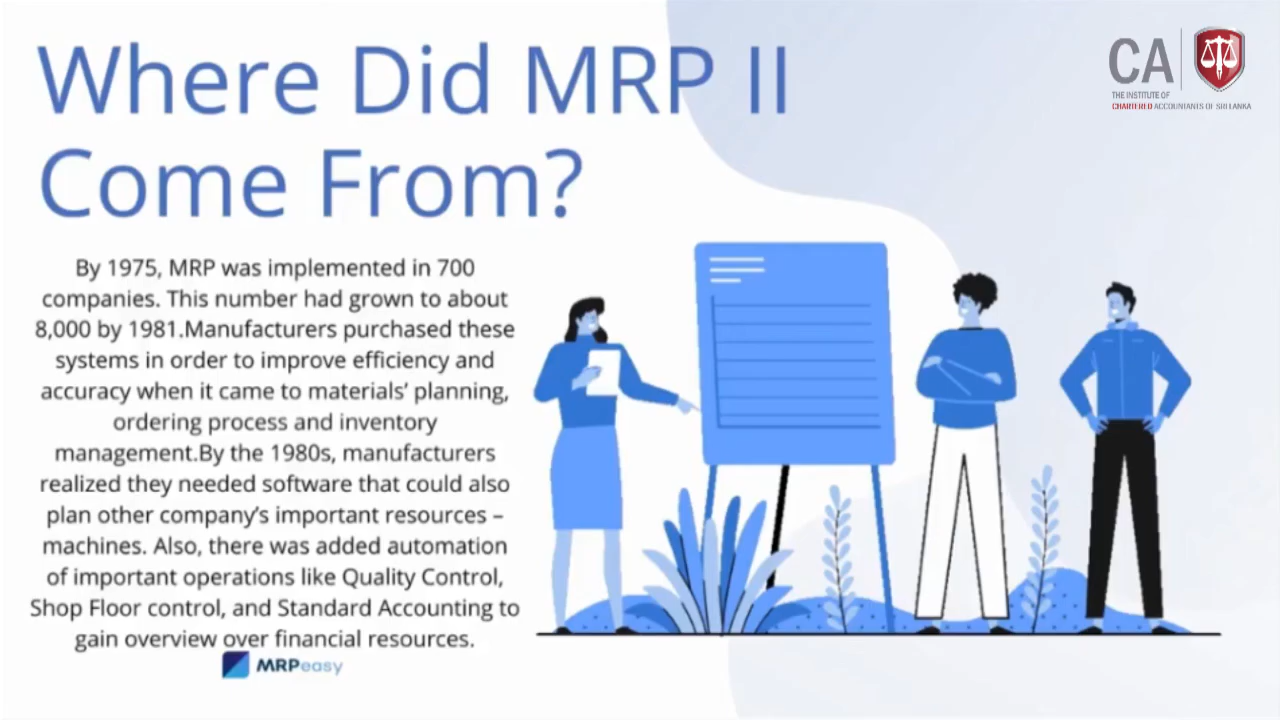 Where Did MRP II
Come From?
CA
THE INSTITUTE OF
CHARTERED ACCOUNTANTS OF SRI LANKA
By 1975, MRP was implemented in 700
companies. This number had grown to about
8,000 by 1981.Manufacturers purchased these
systems in order to improve efficiency and
accuracy when it came to materials’ planning,
ordering process and inventory
management.By the 1980s, manufacturers
realized they needed software that could also
plan other company’s important resources –
machines. Also, there was added automation
of important operations like Quality Control,
Shop Floor control, and Standard Accounting to
gain overview over financial resources.
MRPeasy